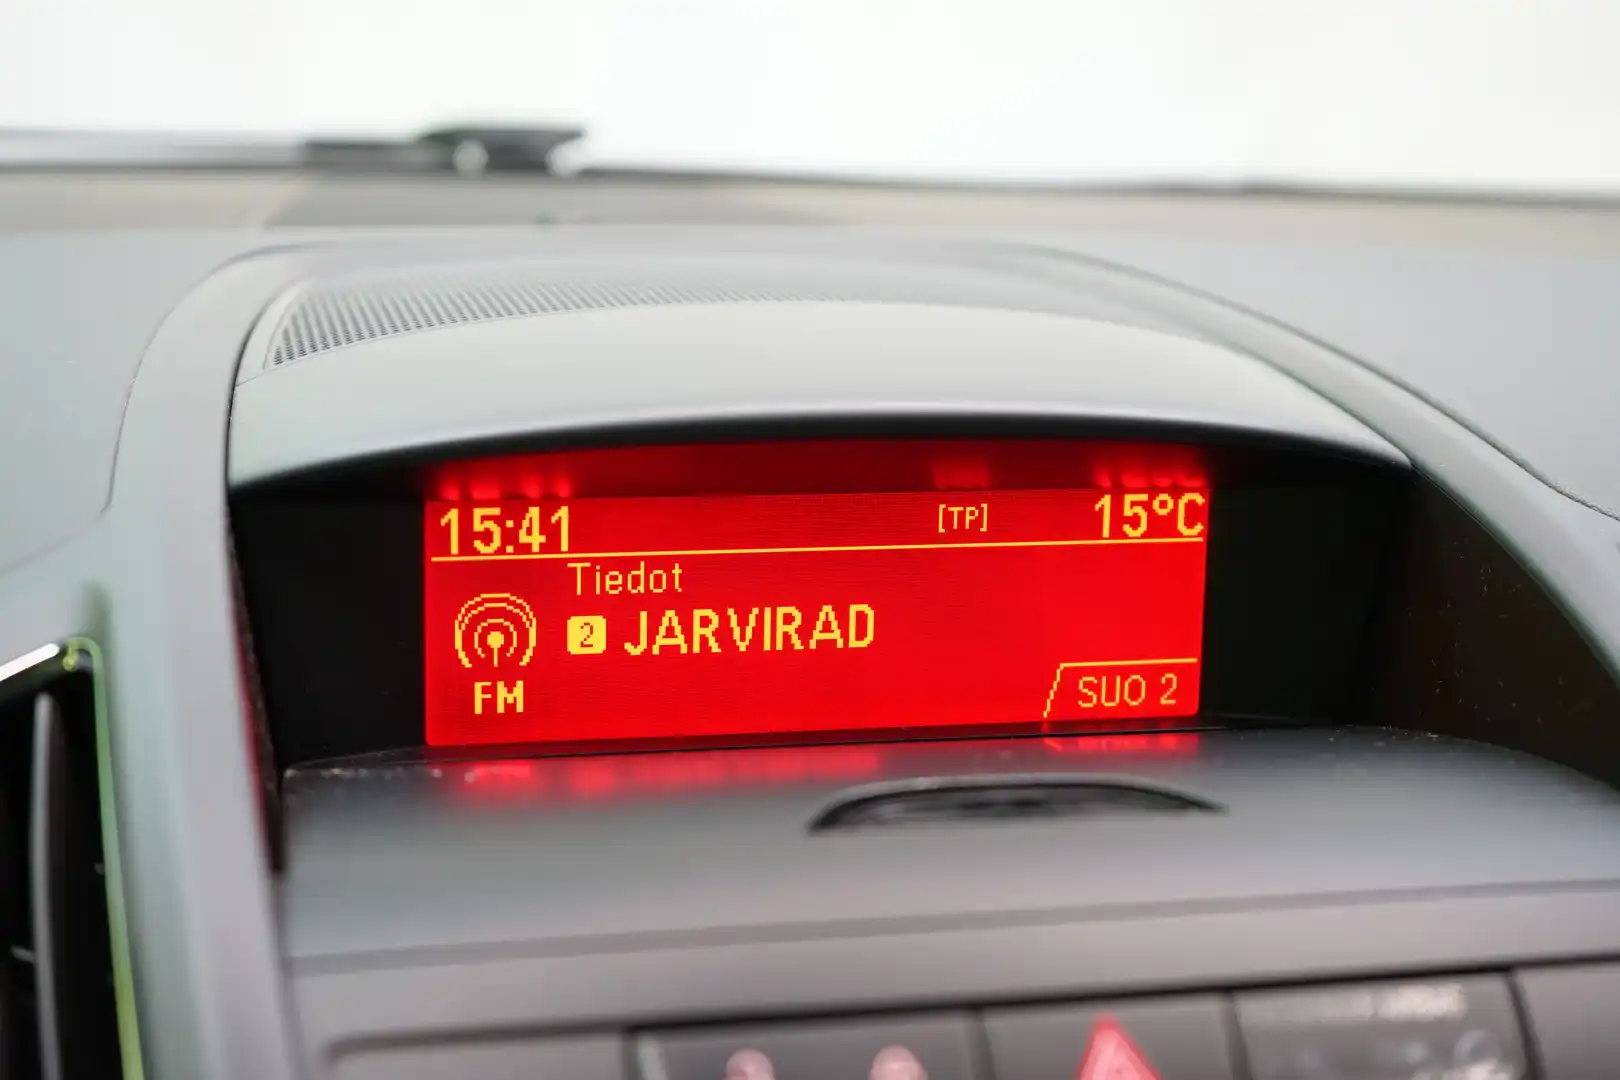 15:41 [TP] 15°C
Tiedot
2 JARVIRAD
FM
SUO 2